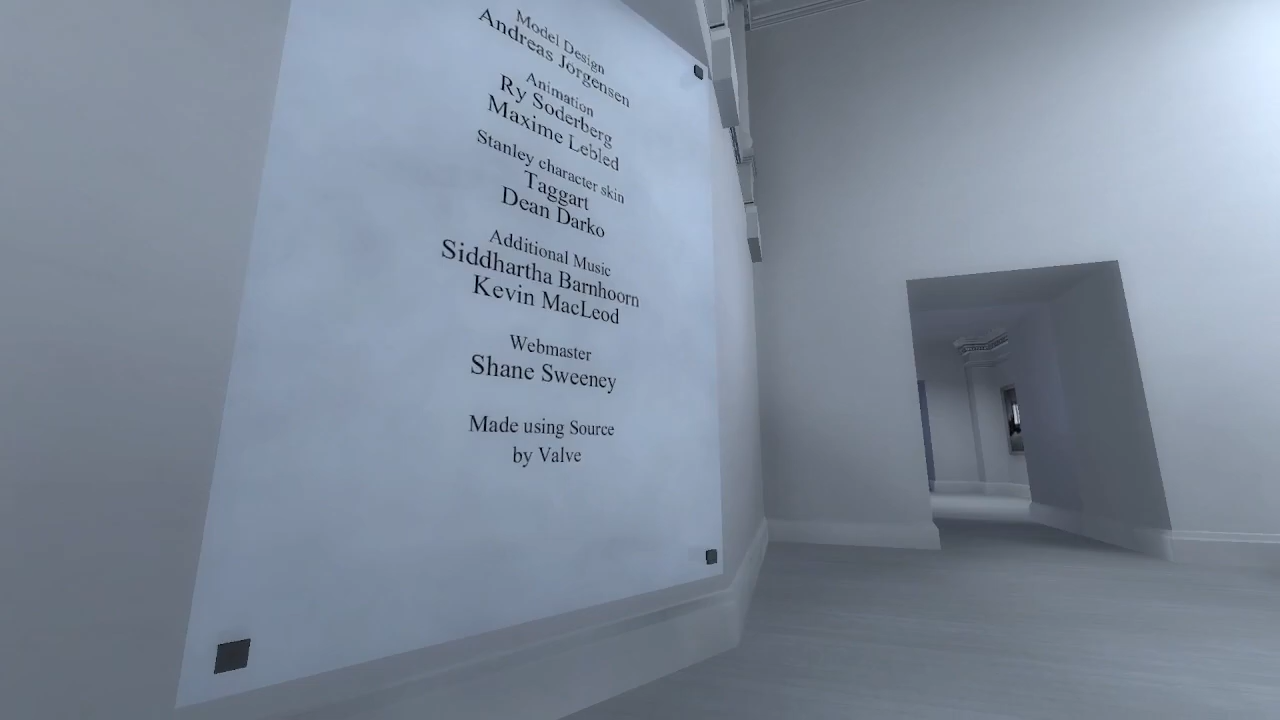 Model Design
Andreas Jorgensen
Animation
Ry Soderberg
Maxime Lebled
Stanley character skin
Taggart
Dean Darko
Additional Music
Siddhartha Barnhoorn
Kevin MacLeod
Webmaster
Shane Sweeney
Made using Source
by Valve